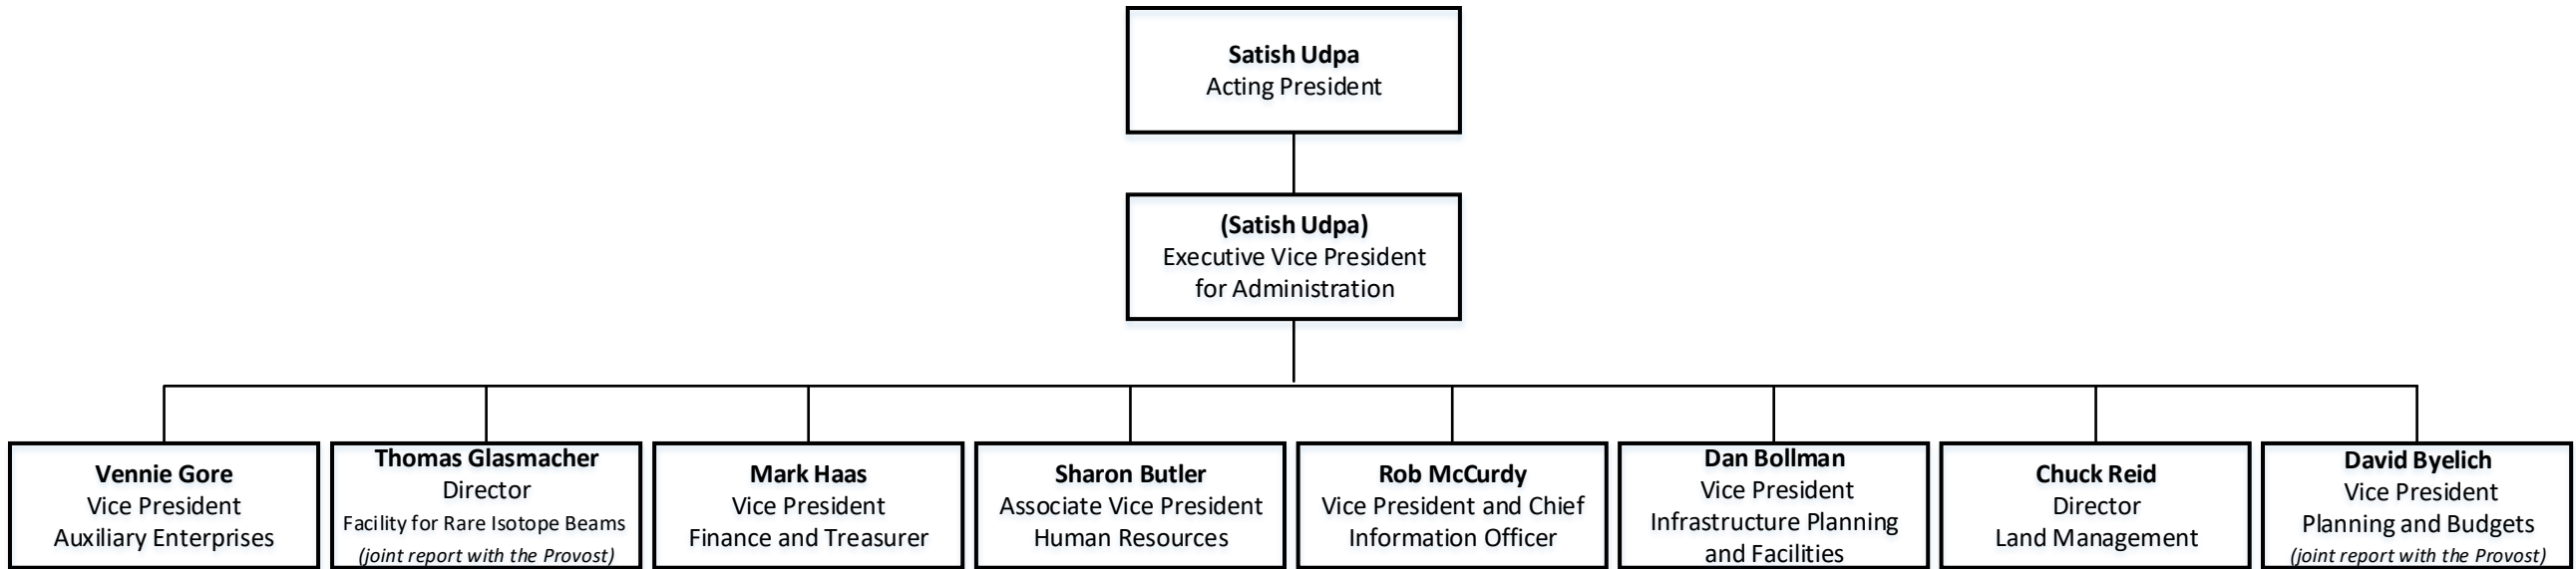 Satish Udpa
Acting President
(Satish Udpa)
Executive Vice President
for Administration
Vennie Gore
Vice President
Auxiliary Enterprises
Thomas Glasmacher
Director
Facility for Rare Isotope Beams
(joint report with the Provost)
Mark Haas
Vice President
Finance and Treasurer
Sharon Butler
Associate Vice President
Human Resources
Rob McCurdy
Vice President and Chief
Information Officer
Dan Bollman
Vice President
Infrastructure Planning
and Facilities
Chuck Reid
Director
Land Management
David Byelich
Vice President
Planning and Budgets
(joint report with the Provost)